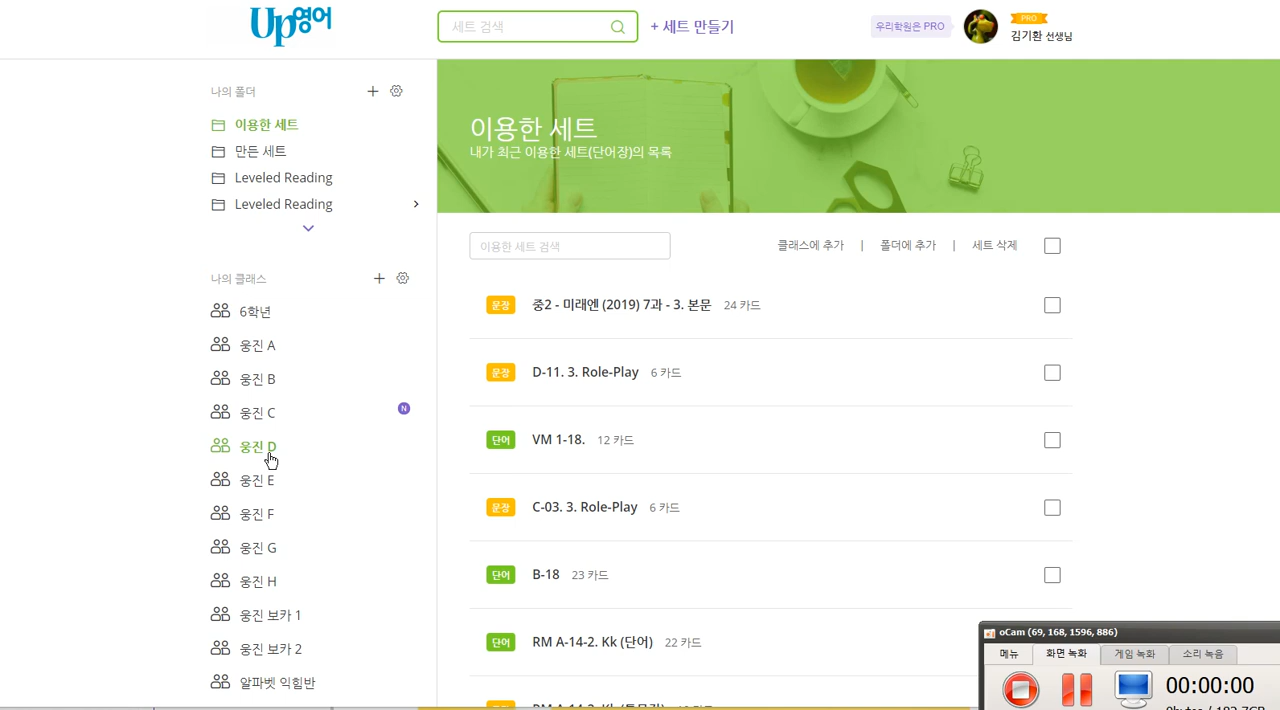 Up영어
세트 검색
+ 세트 만들기
우리학원은 PRO
PRO
김기환 선생님
나의 폴더
이용한 세트
만든 세트
Leveled Reading
Leveled Reading
나의 클래스
6학년
웅진 A
웅진 B
웅진 C
N
웅진 D
웅진 E
웅진 F
웅진 G
웅진 H
웅진 보카 1
웅진 보카 2
알파벳 익힘반
이용한 세트
내가 최근 이용한 세트(단어장)의 목록
이용한 세트 검색
클래스에 추가 | 폴더에 추가 | 세트 삭제
문장 중2 - 미래엔 (2019) 7과 - 3. 본문 24 카드
문장 D-11. 3. Role-Play 6 카드
단어 VM 1-18. 12 카드
문장 C-03. 3. Role-Play 6 카드
단어 B-18 23 카드
단어 RM A-14-2. Kk (단어) 22 카드
oCam (69, 168, 1596, 886)
메뉴 화면 녹화 게임 녹화 소리 녹음
00:00:00